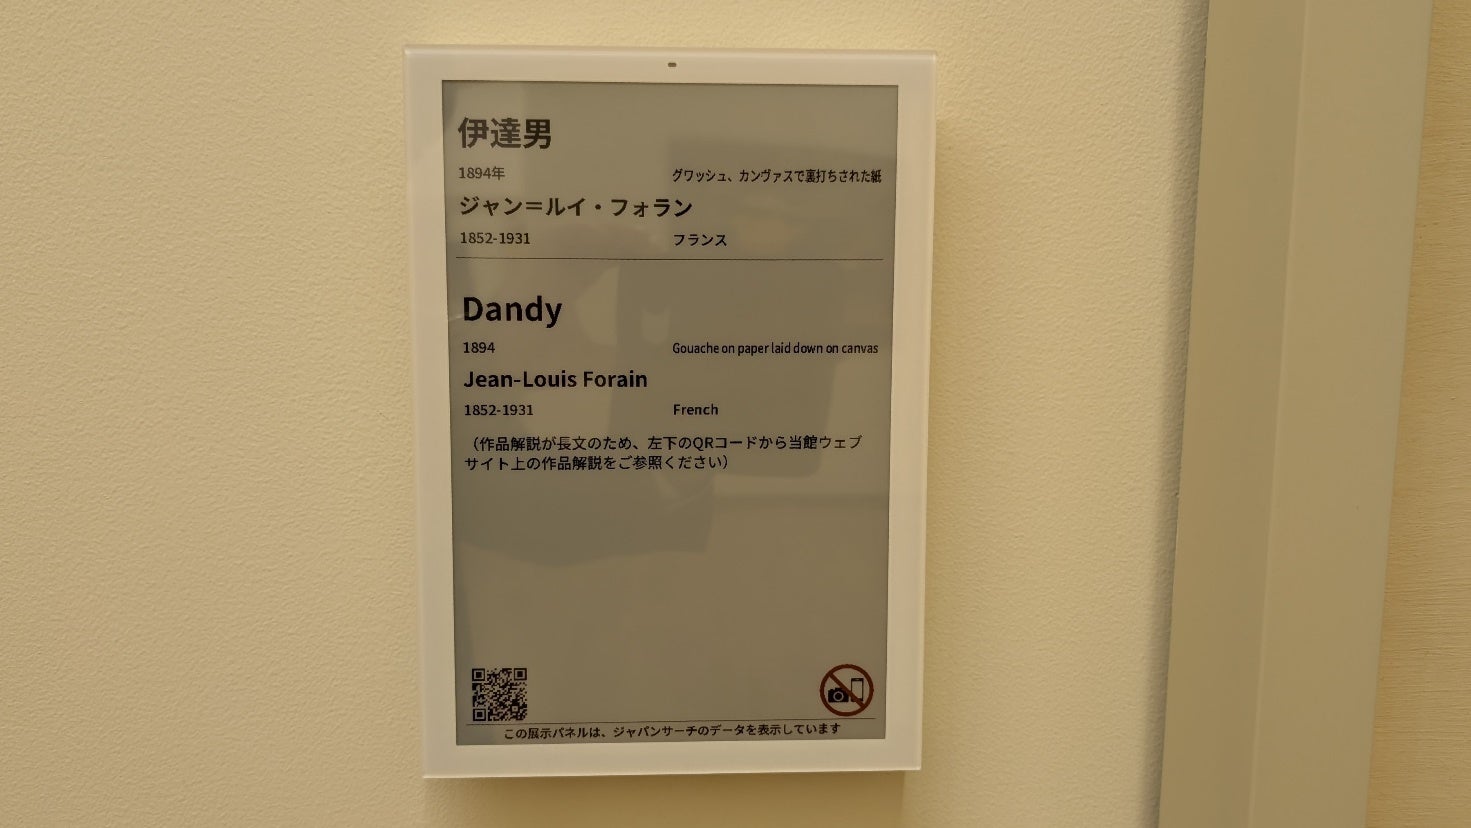 伊達男
1894年 グワッシュ、カンヴァスで裏打ちされた紙
ジャン＝ルイ・フォラン
1852-1931 フランス
Dandy
1894 Gouache on paper laid down on canvas
Jean-Louis Forain
1852-1931 French
（作品解説が長文のため、左下のQRコードから当館ウェブ
サイト上の作品解説をご参照ください）
この展示パネルは、ジャパンサーチのデータを表示しています